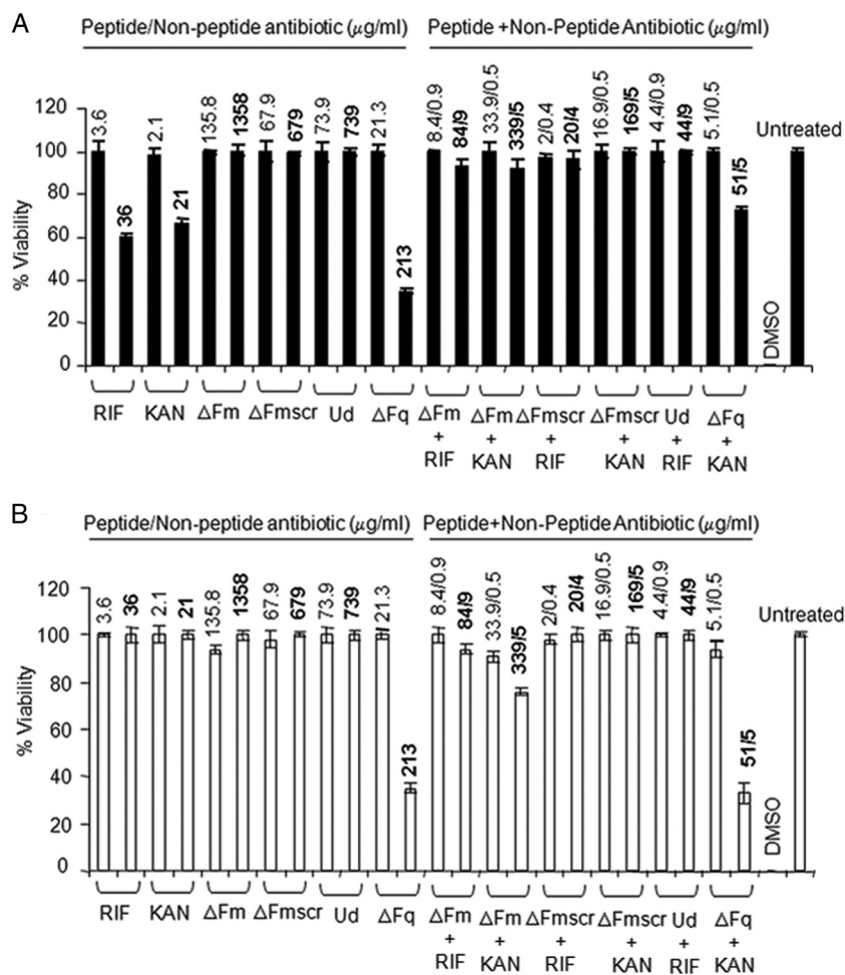 A
Peptide/Non-peptide antibiotic (μg/ml)
Peptide +Non-Peptide Antibiotic (μg/ml)
% Viability
120
100
80
60
40
20
0
3.6
36
2.1
21
135.8
1358
67.9
679
73.9
739
21.3
213
8.4/0.9
84/9
33.9/0.5
339/5
2/0.4
20/4
16.9/0.5
169/5
4.4/0.9
44/9
5.1/0.5
51/5
DMSO
Untreated
RIF
KAN
ΔFm
ΔFmscr
Ud
ΔFq
ΔFm + RIF
ΔFm + KAN
ΔFmscr + RIF
ΔFmscr + KAN
Ud + RIF
ΔFq + KAN
B
Peptide/Non-peptide antibiotic (μg/ml)
Peptide+Non-Peptide Antibiotic (μg/ml)
% Viability
120
100
80
60
40
20
0
3.6
36
2.1
21
135.8
1358
67.9
679
73.9
739
21.3
213
8.4/0.9
84/9
33.9/0.5
339/5
2/0.4
20/4
16.9/0.5
169/5
4.4/0.9
44/9
5.1/0.5
51/5
DMSO
Untreated
RIF
KAN
ΔFm
ΔFmscr
Ud
ΔFq
ΔFm + RIF
ΔFm + KAN
ΔFmscr + RIF
ΔFmscr + KAN
Ud + RIF
ΔFq + KAN